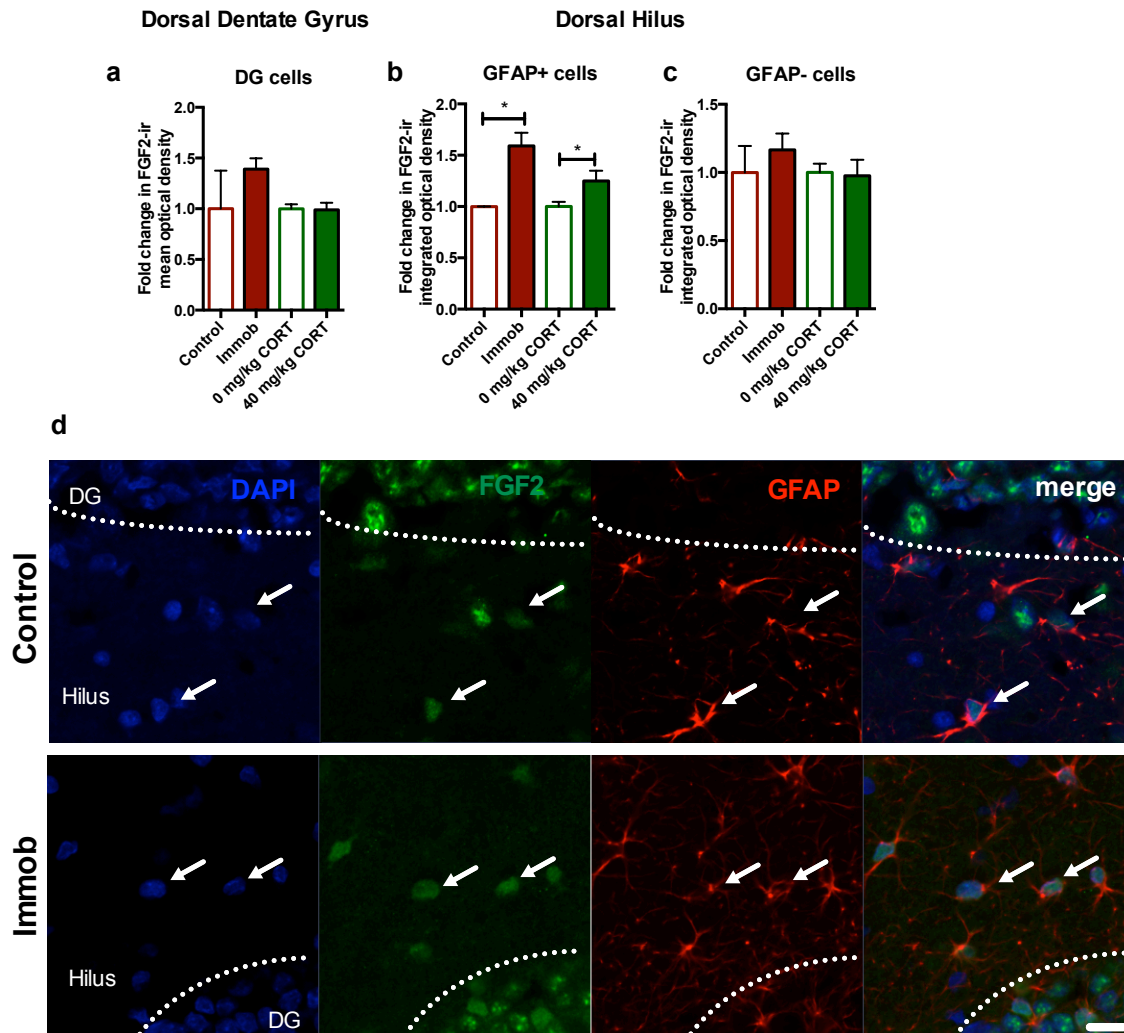 Dorsal Dentate Gyrus
Dorsal Hilus
a
DG cells
Fold change in FGF2-ir
mean optical density
2.0
1.5
1.0
0.5
0.0
Control
Immob
0 mg/kg CORT
40 mg/kg CORT
b
GFAP+ cells
Fold change in FGF2-ir
integrated optical density
2.0
1.5
1.0
0.5
0.0
*
*
Control
Immob
0 mg/kg CORT
40 mg/kg CORT
c
GFAP- cells
Fold change in FGF2-ir
integrated optical density
1.5
1.0
0.5
0.0
Control
Immob
0 mg/kg CORT
40 mg/kg CORT
d
Control
DG
DAPI
FGF2
GFAP
merge
Hilus
Immob
Hilus
DG